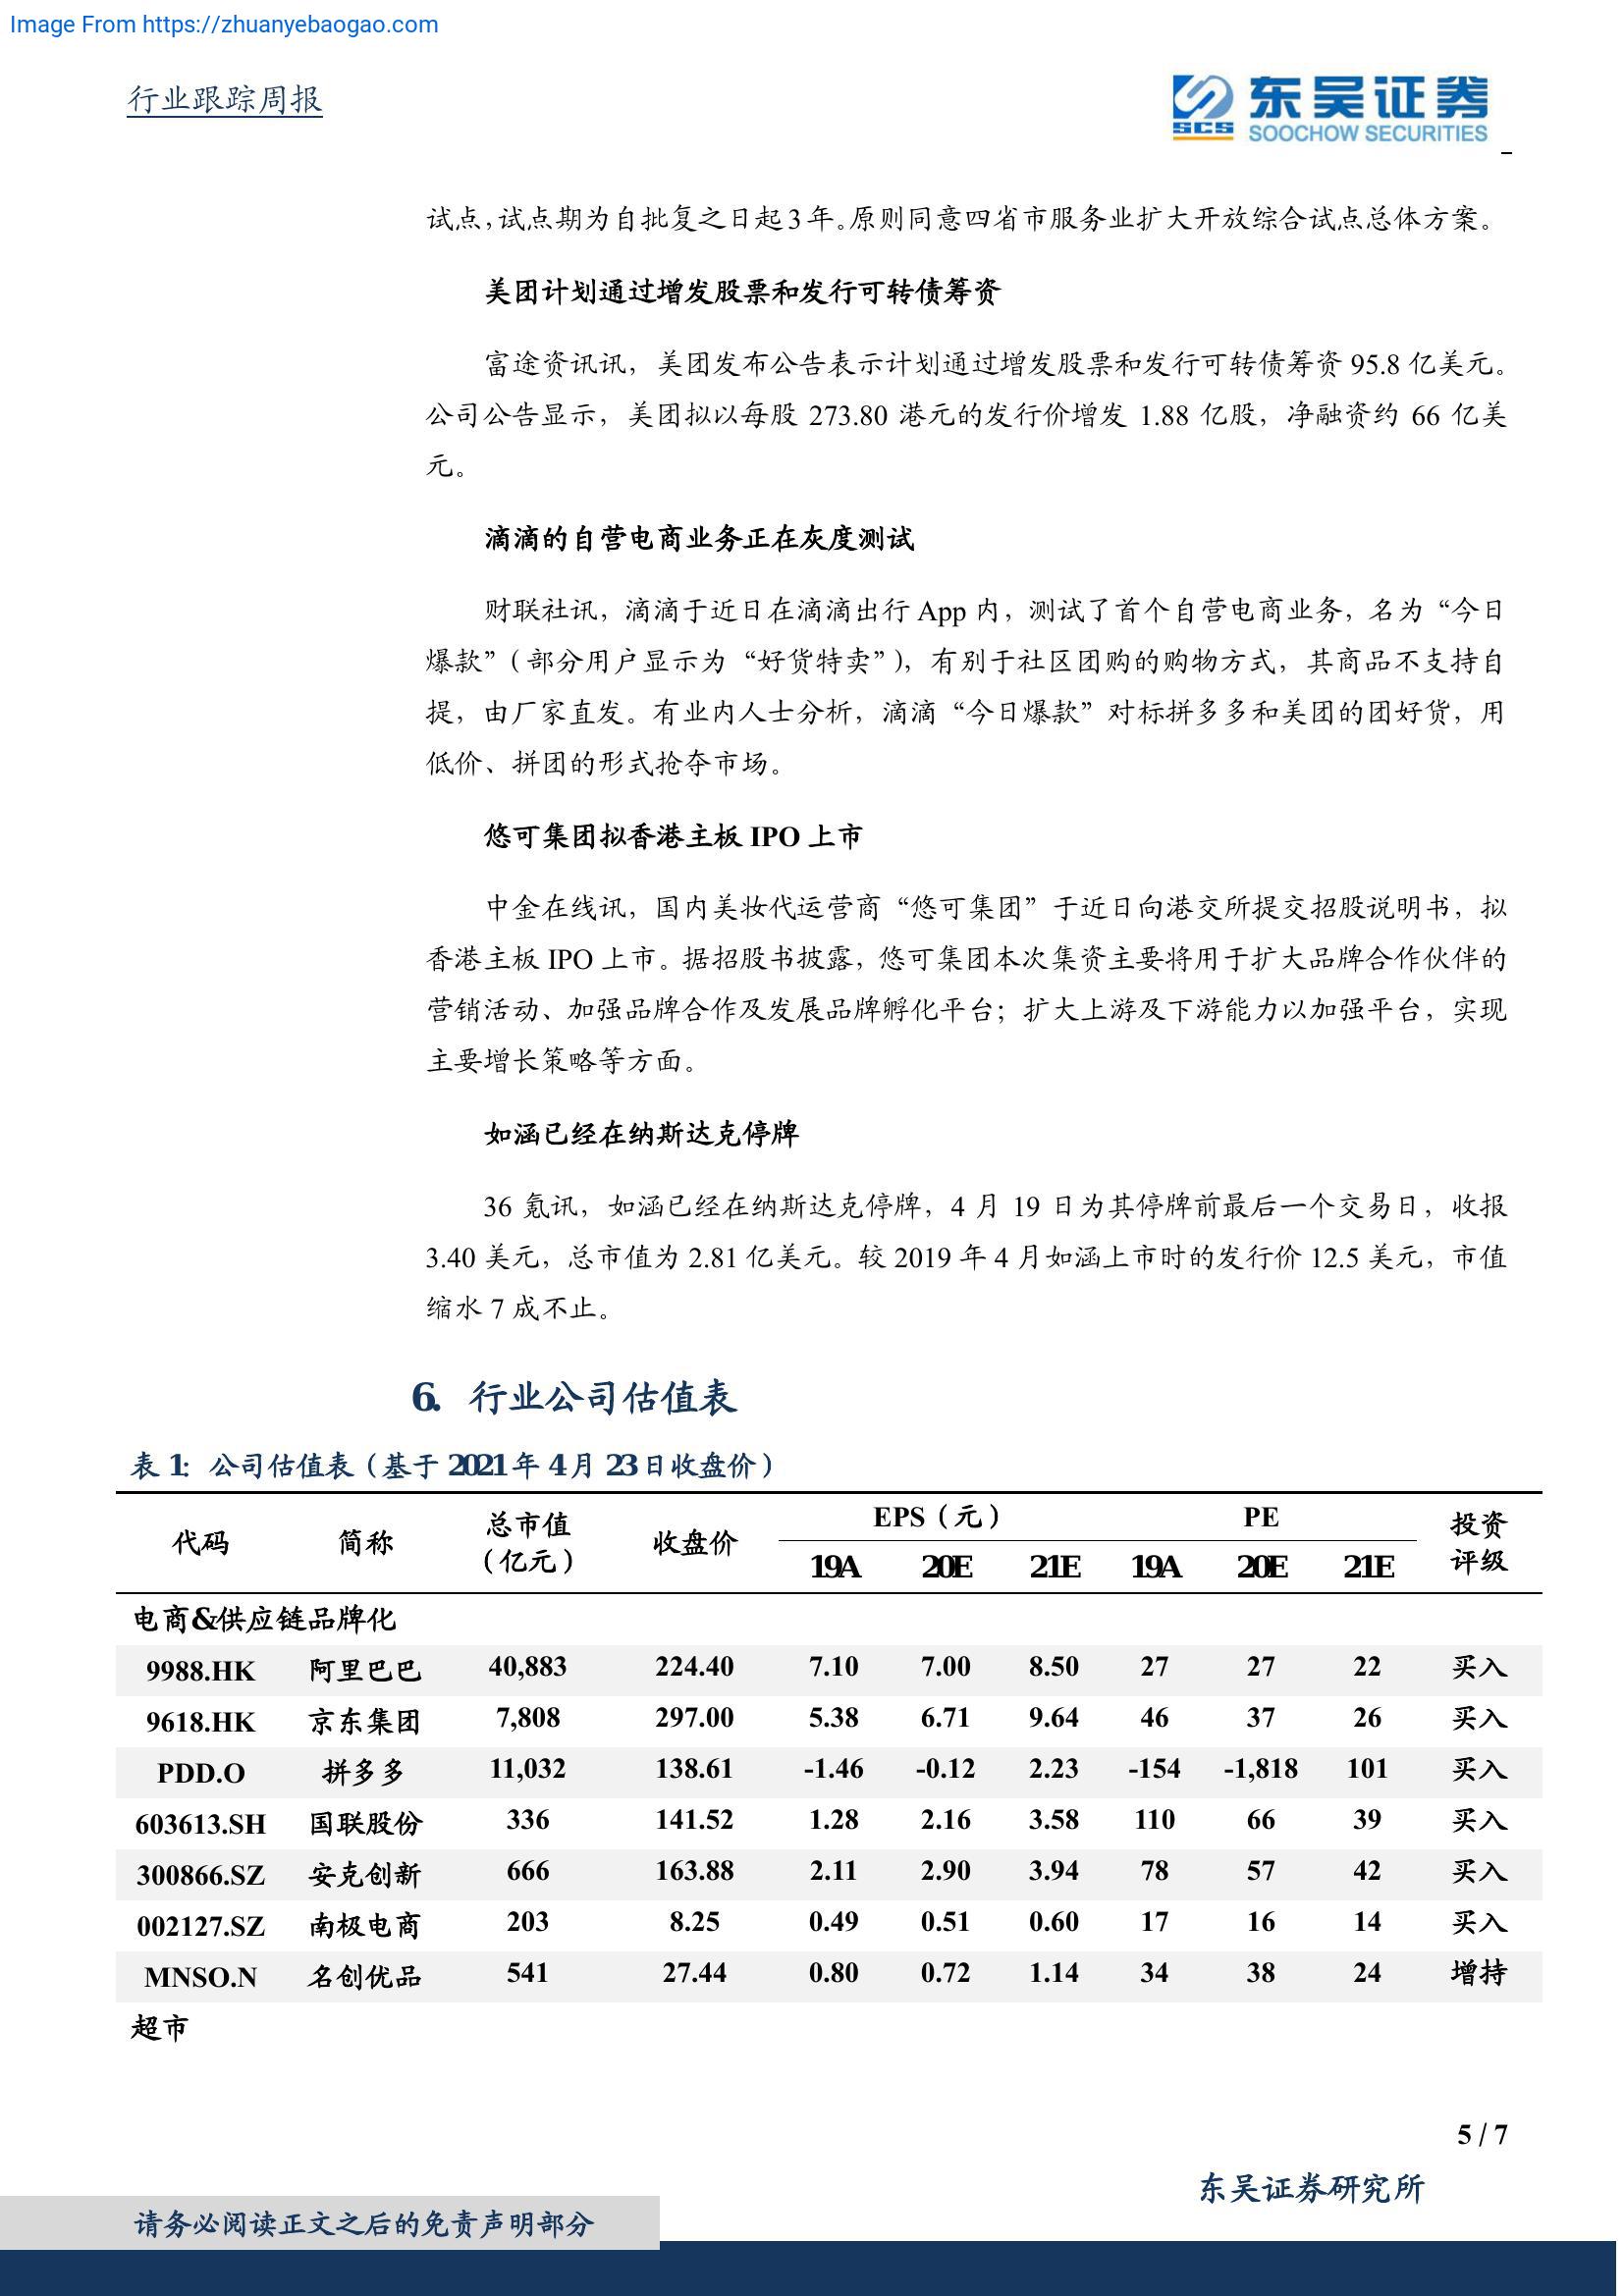 Image From https://zhuanyebaogao.com
行业跟踪周报
东吴证券
SCS
SOOCHOW SECURITIES
试点，试点期为自批复之日起 3 年。原则同意四省市服务业扩大开放综合试点总体方案。
美团计划通过增发股票和发行可转债筹资
富途资讯讯，美团发布公告表示计划通过增发股票和发行可转债筹资 95.8 亿美元。
公司公告显示，美团拟以每股 273.80 港元的发行价增发 1.88 亿股，净融资约 66 亿美
元。
滴滴的自营电商业务正在灰度测试
财联社讯，滴滴于近日在滴滴出行 App 内，测试了首个自营电商业务，名为“今日
爆款”（部分用户显示为“好货特卖”），有别于社区团购的购物方式，其商品不支持自
提，由厂家直发。有业内人士分析，滴滴“今日爆款”对标拼多多和美团的团好货，用
低价、拼团的形式抢夺市场。
悠可集团拟香港主板 IPO 上市
中金在线讯，国内美妆代运营商“悠可集团”于近日向港交所提交招股说明书，拟
香港主板 IPO 上市。据招股书披露，悠可集团本次集资主要将用于扩大品牌合作伙伴的
营销活动、加强品牌合作及发展品牌孵化平台；扩大上游及下游能力以加强平台，实现
主要增长策略等方面。
如涵已经在纳斯达克停牌
36 氪讯，如涵已经在纳斯达克停牌，4 月 19 日为其停牌前最后一个交易日，收报
3.40 美元，总市值为 2.81 亿美元。较 2019 年 4 月如涵上市时的发行价 12.5 美元，市值
缩水 7 成不止。
6. 行业公司估值表
表 1: 公司估值表（基于 2021 年 4 月 23 日收盘价）
代码 简称 总市值（亿元） 收盘价 EPS（元） PE 投资评级
19A 20E 21E 19A 20E 21E
电商&供应链品牌化
9988.HK 阿里巴巴 40,883 224.40 7.10 7.00 8.50 27 27 22 买入
9618.HK 京东集团 7,808 297.00 5.38 6.71 9.64 46 37 26 买入
PDD.O 拼多多 11,032 138.61 -1.46 -0.12 2.23 -154 -1,818 101 买入
603613.SH 国联股份 336 141.52 1.28 2.16 3.58 110 66 39 买入
300866.SZ 安克创新 666 163.88 2.11 2.90 3.94 78 57 42 买入
002127.SZ 南极电商 203 8.25 0.49 0.51 0.60 17 16 14 买入
MNSO.N 名创优品 541 27.44 0.80 0.72 1.14 34 38 24 增持
超市
5 / 7
东吴证券研究所
请务必阅读正文之后的免责声明部分